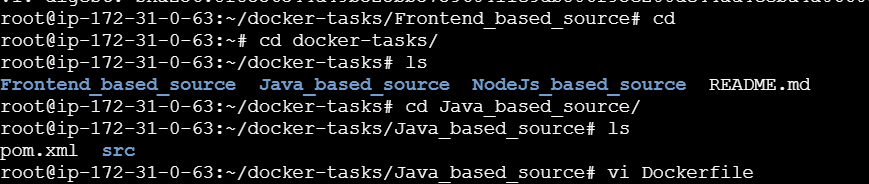 root@ip-172-31-0-63:~/docker-tasks/Frontend_based_source# cd
root@ip-172-31-0-63:~# cd docker-tasks/
root@ip-172-31-0-63:~/docker-tasks# ls
Frontend_based_source  Java_based_source  NodeJs_based_source  README.md
root@ip-172-31-0-63:~/docker-tasks# cd Java_based_source/
root@ip-172-31-0-63:~/docker-tasks/Java_based_source# ls
pom.xml  src
root@ip-172-31-0-63:~/docker-tasks/Java_based_source# vi Dockerfile